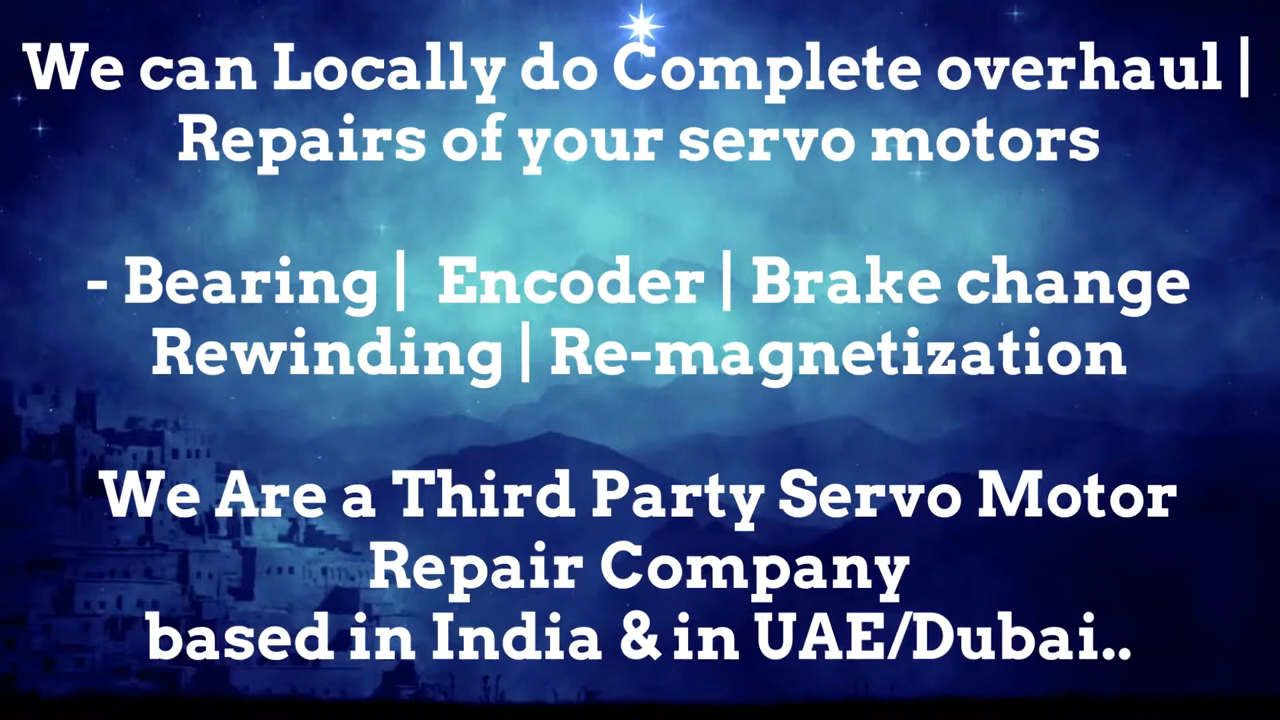 We can Locally do Complete overhaul |
Repairs of your servo motors
- Bearing | Encoder | Brake change
Rewinding | Re-magnetization
We Are a Third Party Servo Motor
Repair Company
based in India & in UAE/Dubai..